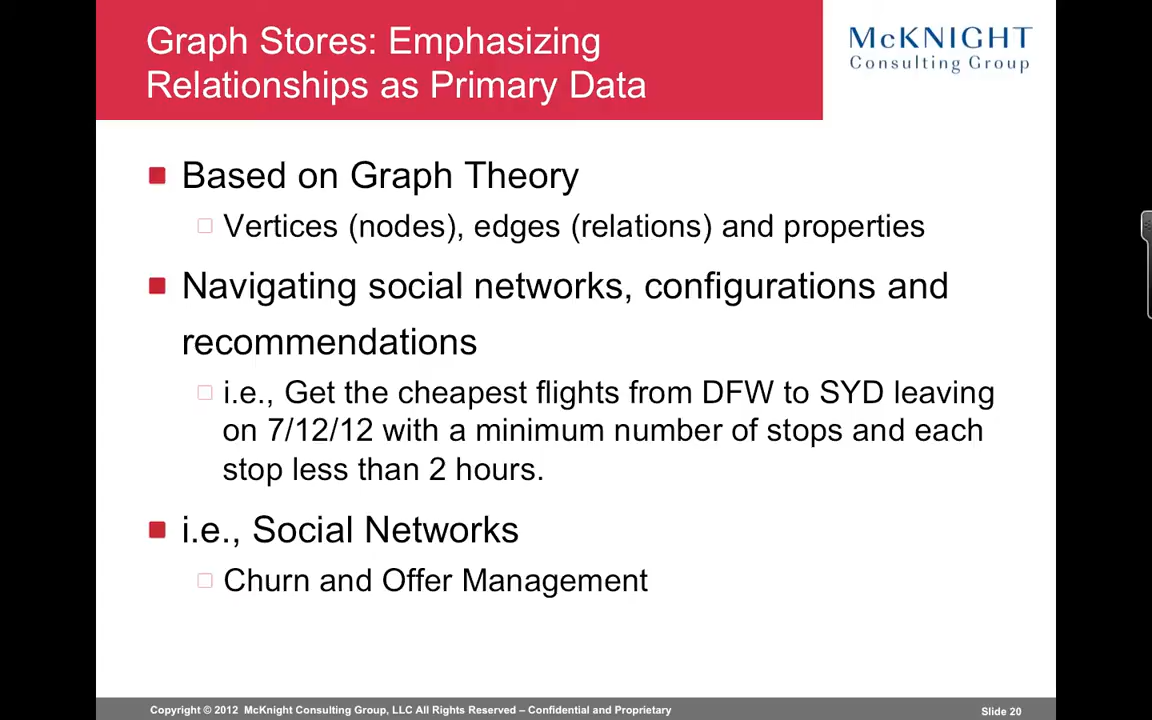 Graph Stores: Emphasizing
Relationships as Primary Data
McKNIGHT
Consulting Group
Based on Graph Theory
Vertices (nodes), edges (relations) and properties
Navigating social networks, configurations and
recommendations
i.e., Get the cheapest flights from DFW to SYD leaving
on 7/12/12 with a minimum number of stops and each
stop less than 2 hours.
i.e., Social Networks
Churn and Offer Management
Copyright © 2012 McKnight Consulting Group, LLC All Rights Reserved – Confidential and Proprietary
Slide 20